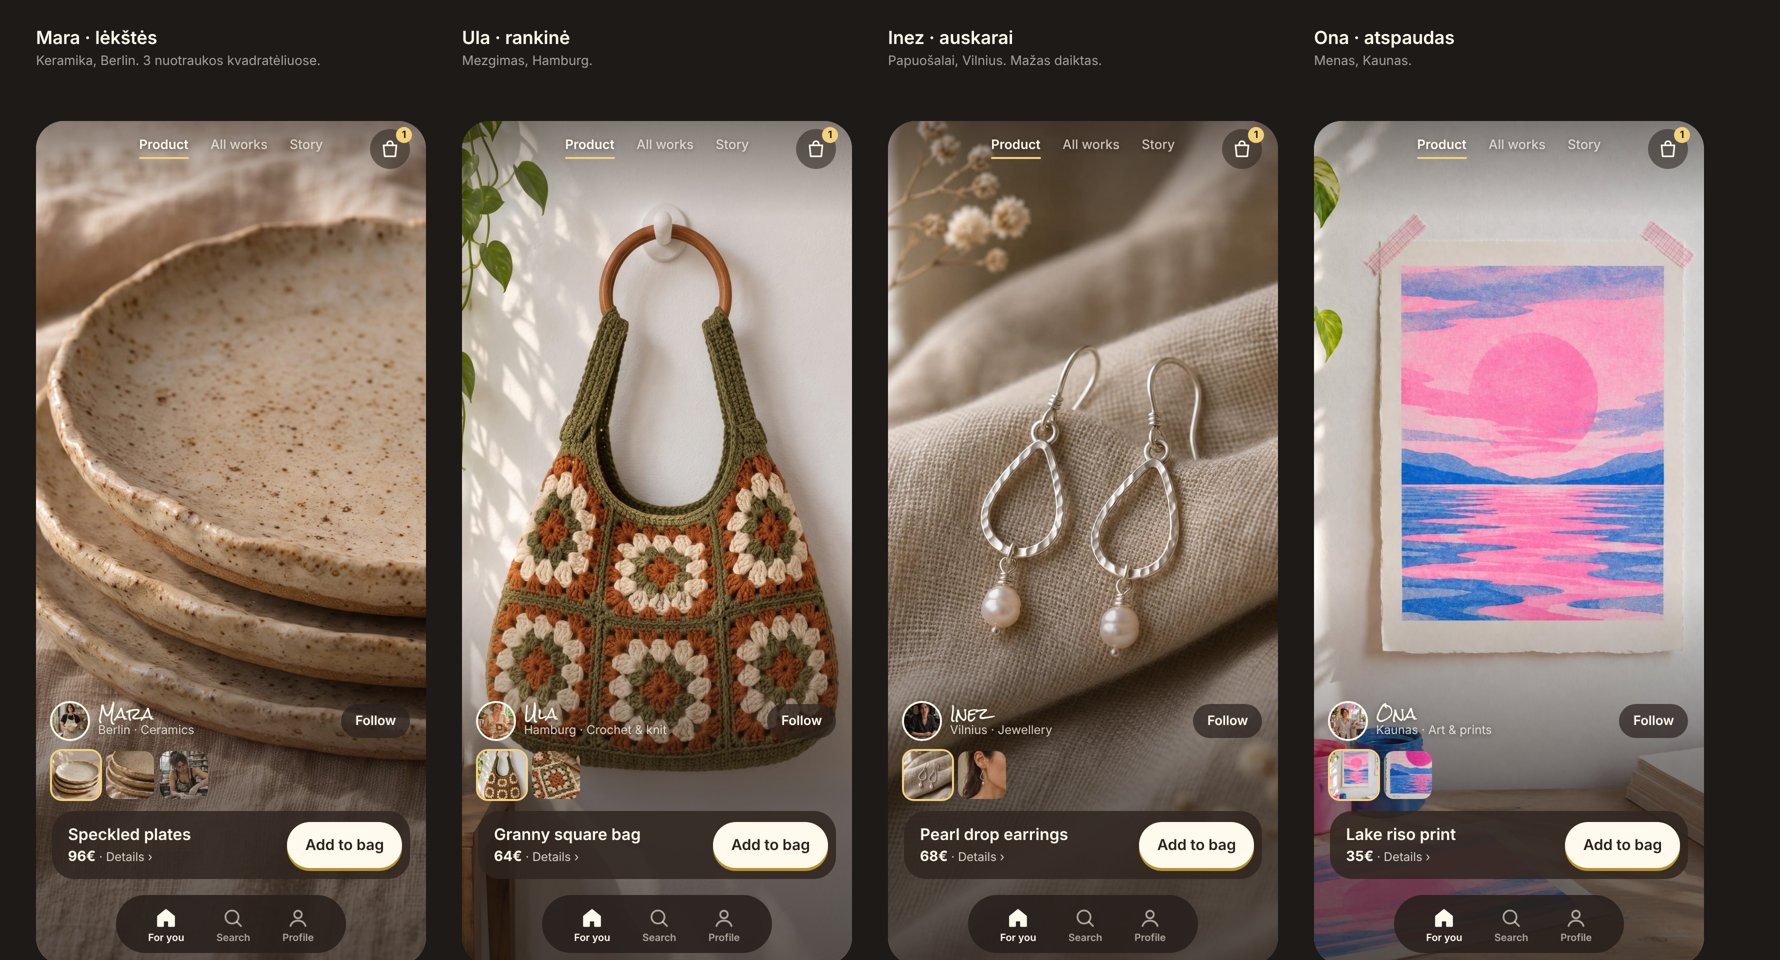 Mara · lėkštės
Keramika, Berlin. 3 nuotraukos kvadratėliuose.
Product All works Story
1
Mara
Berlin · Ceramics
Follow
Speckled plates
96€ · Details ›
Add to bag
For you Search Profile
Ula · rankinė
Mezgimas, Hamburg.
Product All works Story
1
Ula
Hamburg · Crochet & knit
Follow
Granny square bag
64€ · Details ›
Add to bag
For you Search Profile
Inez · auskarai
Papuošalai, Vilnius. Mažas daiktas.
Product All works Story
1
Inez
Vilnius · Jewellery
Follow
Pearl drop earrings
68€ · Details ›
Add to bag
For you Search Profile
Ona · atspaudas
Menas, Kaunas.
Product All works Story
1
Ona
Kaunas · Art & prints
Follow
Lake riso print
35€ · Details ›
Add to bag
For you Search Profile